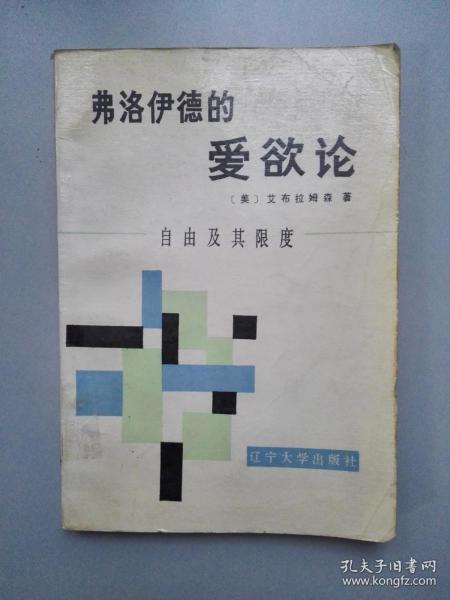 弗洛伊德的
爱欲论
〔美〕艾布拉姆森 著
自由及其限度
辽宁大学出版社
孔夫子旧书网
www.kongfz.com